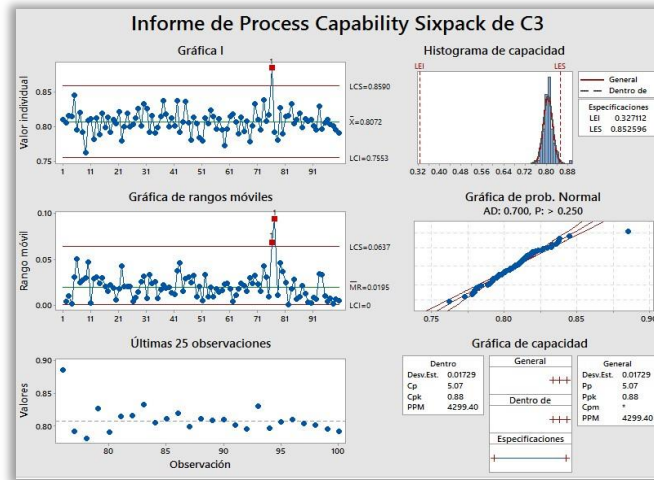 Informe de Process Capability Sixpack de C3
Gráfica I
Valor individual
0.85
0.80
0.75
1 11 21 31 41 51 61 71 81 91
1
LCS=0.8590
X=0.8072
LCI=0.7553
Histograma de capacidad
LEI
LES
General
Dentro de
Especificaciones
LEI 0.327112
LES 0.852596
0.32 0.40 0.48 0.56 0.64 0.72 0.80 0.88
Gráfica de rangos móviles
Rango móvil
0.10
0.05
0.00
1 11 21 31 41 51 61 71 81 91
1
1
LCS=0.0637
MR=0.0195
LCI=0
Gráfica de prob. Normal
AD: 0.700, P: > 0.250
0.75 0.80 0.85 0.90
Últimas 25 observaciones
Valores
0.90
0.85
0.80
80 85 90 95 100
Observación
Gráfica de capacidad
Dentro
Desv.Est. 0.01729
Cp 5.07
Cpk 0.88
PPM 4299.40
General
Dentro de
Especificaciones
General
Desv.Est. 0.01729
Pp 5.07
Ppk 0.88
Cpm *
PPM 4299.40